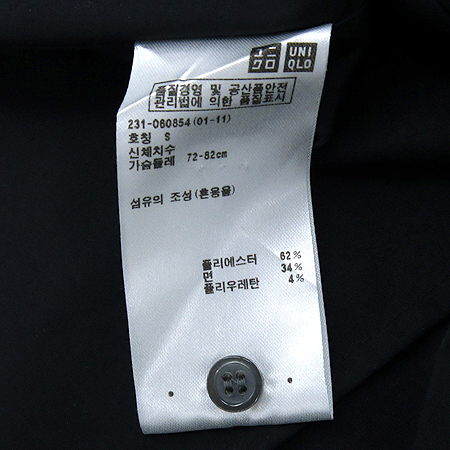 ユニ UNI
クロ QLO
품질경영 및 공산품안전
관리법에 의한 품질표시
231-060854(01-11)
호칭 S
신체치수
가슴둘레 72-82cm
섬유의 조성(혼용율)
폴리에스터 62%
면 34%
폴리우레탄 4%